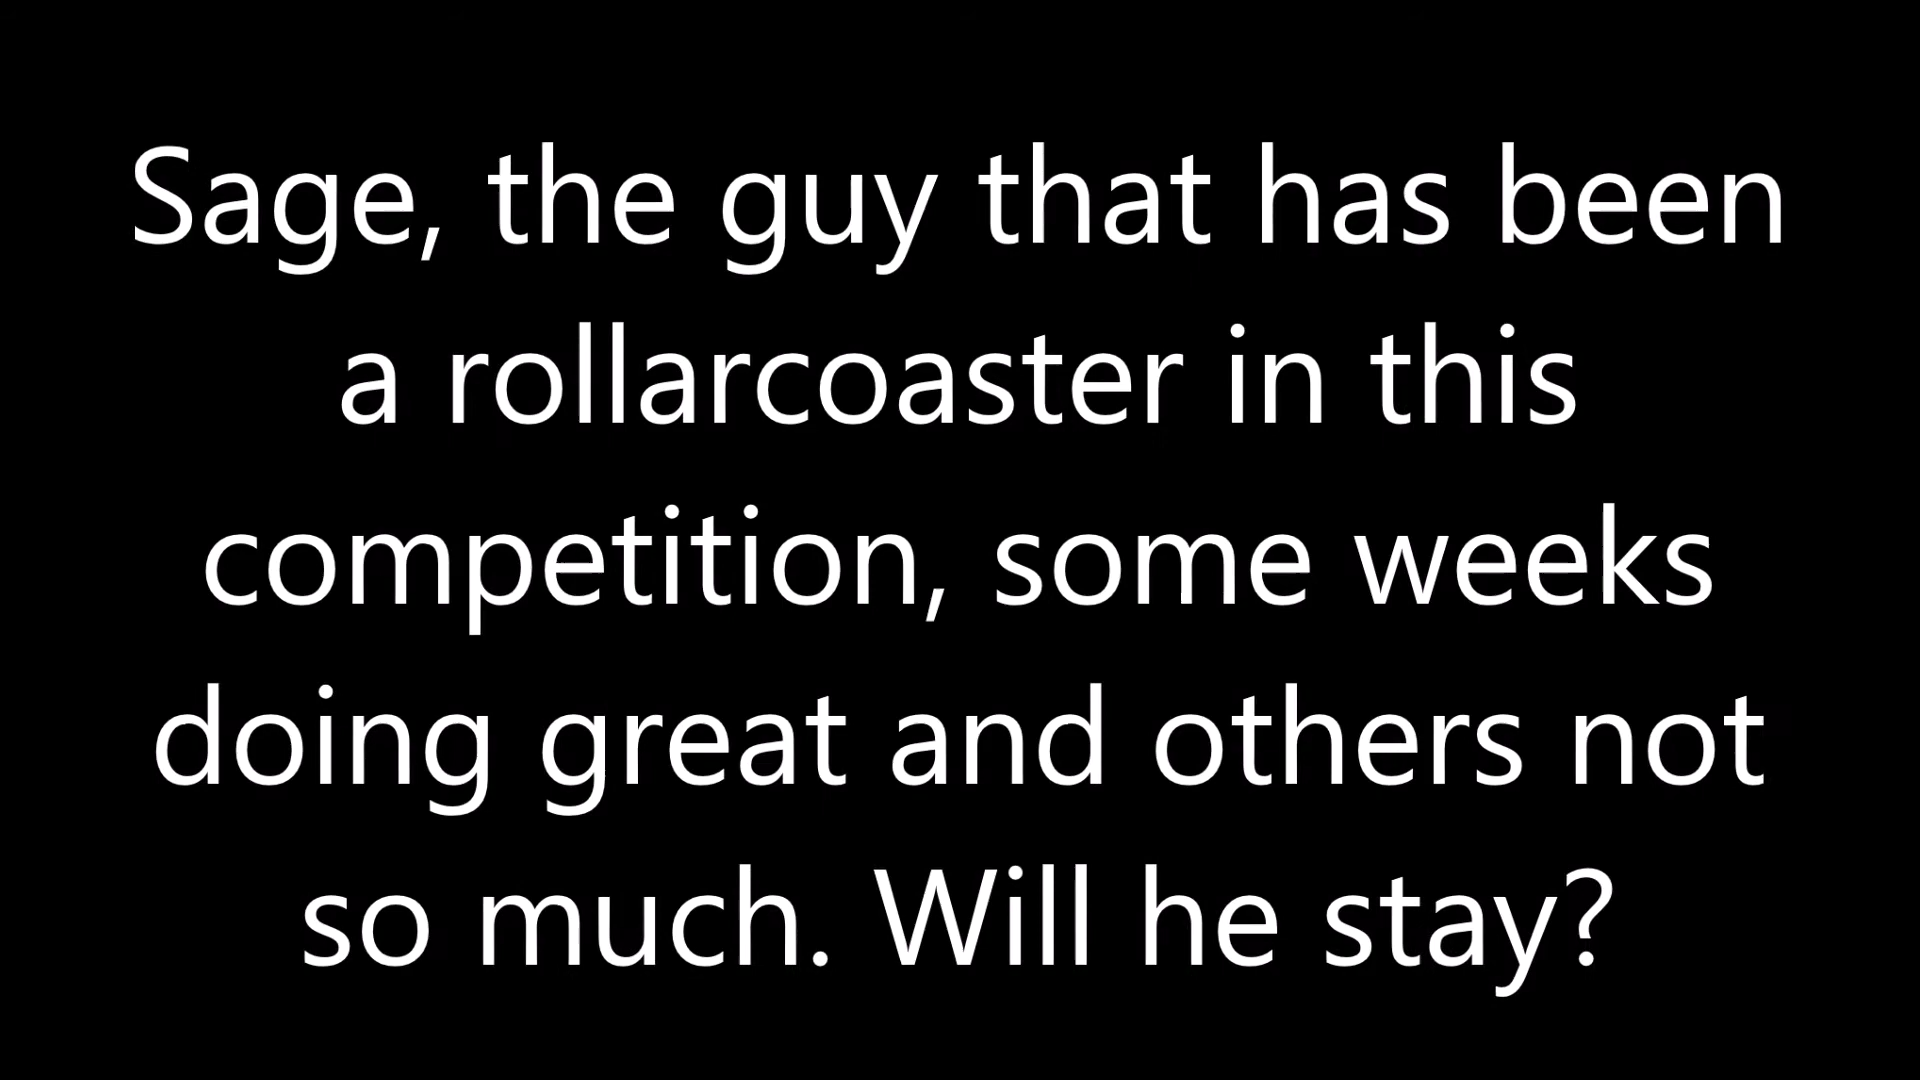 Sage, the guy that has been
a rollarcoaster in this
competition, some weeks
doing great and others not
so much. Will he stay?